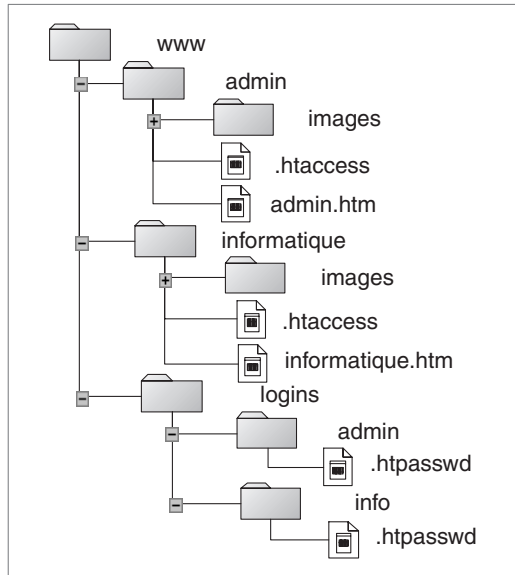 www
admin
images
.htaccess
admin.htm
informatique
images
.htaccess
informatique.htm
logins
admin
.htpasswd
info
.htpasswd